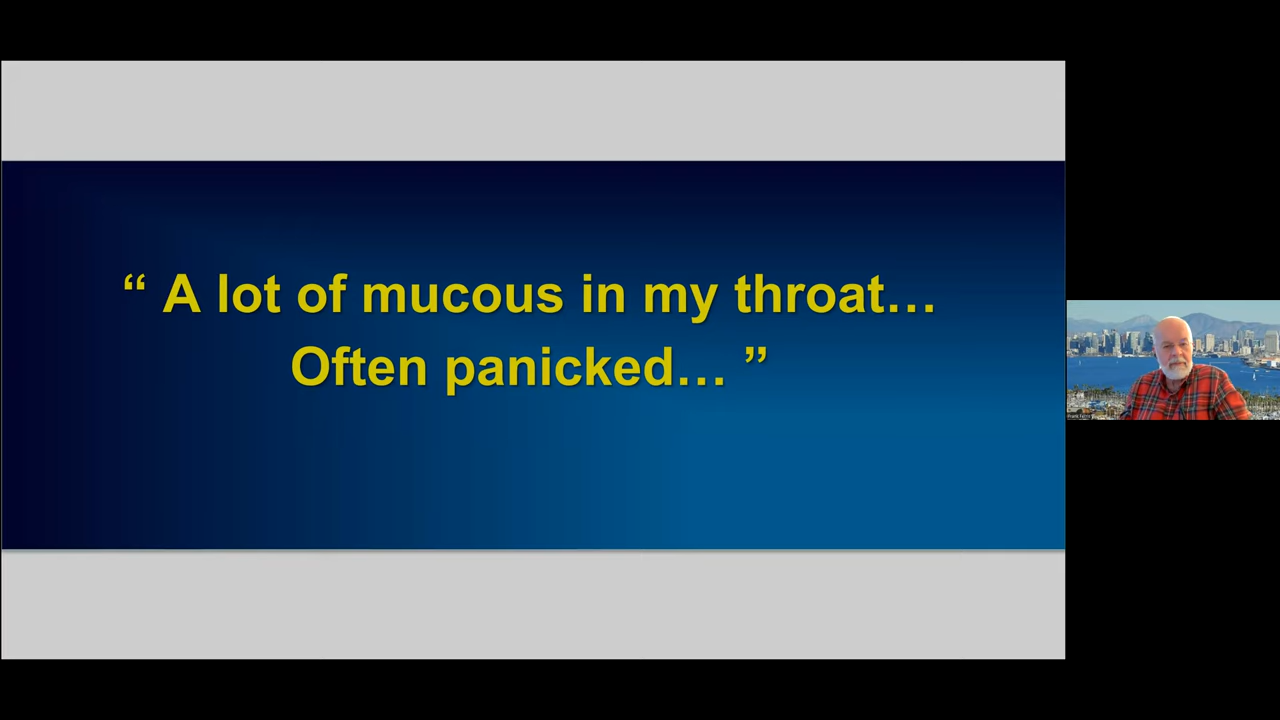 “ A lot of mucous in my throat…
Often panicked… ”